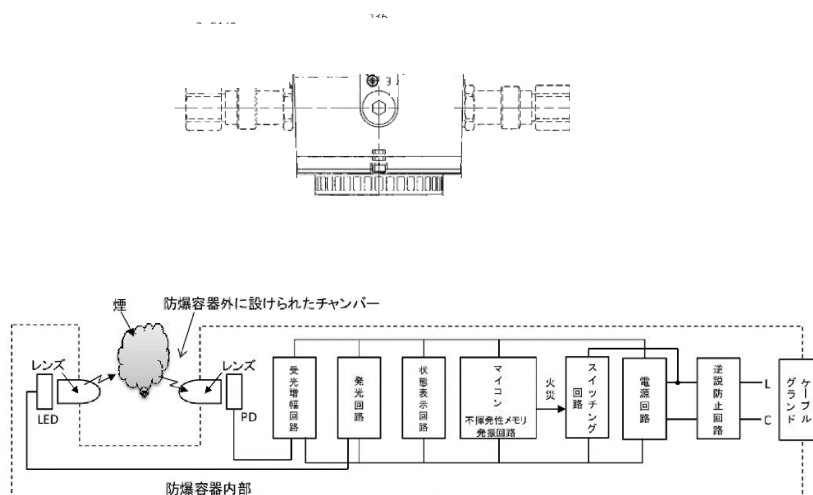 煙
防爆容器外に設けられたチャンバー
レンズ
レンズ
LED
PD
受光増幅回路
発光回路
状態表示回路
マイコン
不揮発性メモリ
発振回路
火災
スイッチング
回路
電源回路
逆説防止回路
L
C
ケーブル
グランド
防爆容器内部